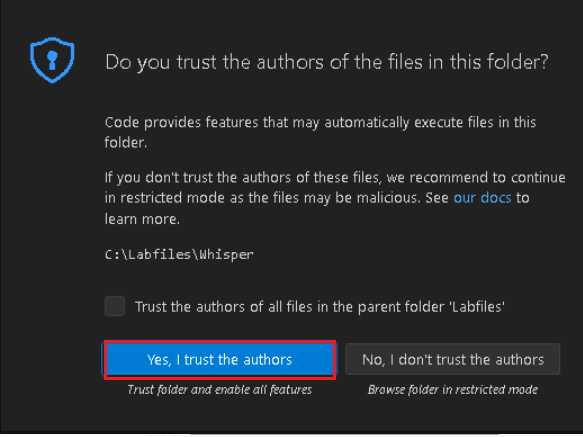 Do you trust the authors of the files in this folder?
Code provides features that may automatically execute files in this
folder.
If you don't trust the authors of these files, we recommend to continue
in restricted mode as the files may be malicious. See our docs to
learn more.
C:\Labfiles\Whisper
Trust the authors of all files in the parent folder 'Labfiles'
Yes, I trust the authors
No, I don't trust the authors
Trust folder and enable all features
Browse folder in restricted mode